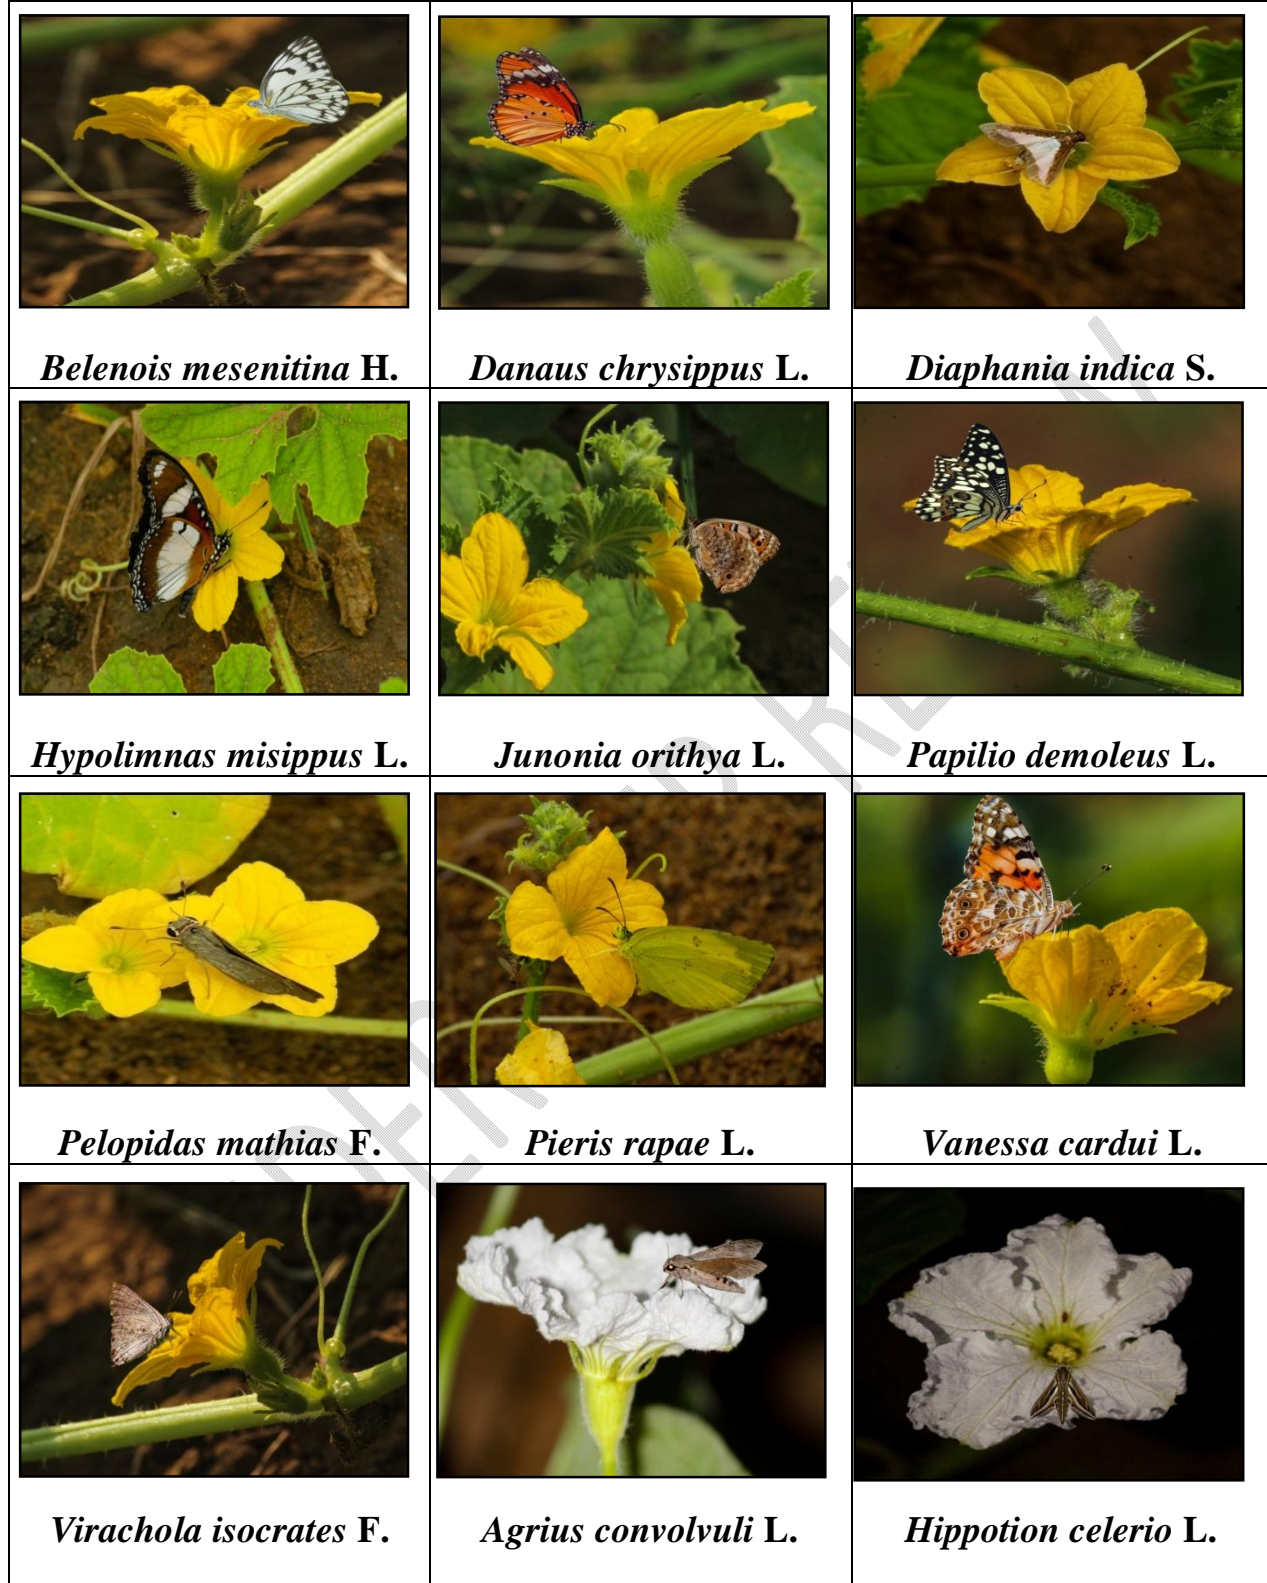 Belenois mesenitina H.
Danaus chrysippus L.
Diaphania indica S.
Hypolimnas misippus L.
Junonia orithya L.
Papilio demoleus L.
Pelopidas mathias F.
Pieris rapae L.
Vanessa cardui L.
Virachola isocrates F.
Agrius convolvuli L.
Hippotion celerio L.